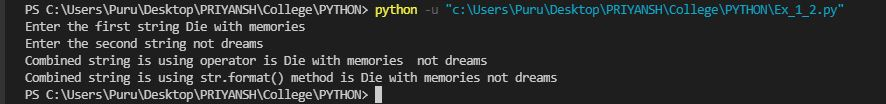 PS C:\Users\Puru\Desktop\PRIYANSH\College\PYTHON> python -u "c:\Users\Puru\Desktop\PRIYANSH\College\PYTHON\Ex_1_2.py"
Enter the first string Die with memories
Enter the second string not dreams
Combined string is using operator is Die with memories  not dreams
Combined string is using str.format() method is Die with memories not dreams
PS C:\Users\Puru\Desktop\PRIYANSH\College\PYTHON>